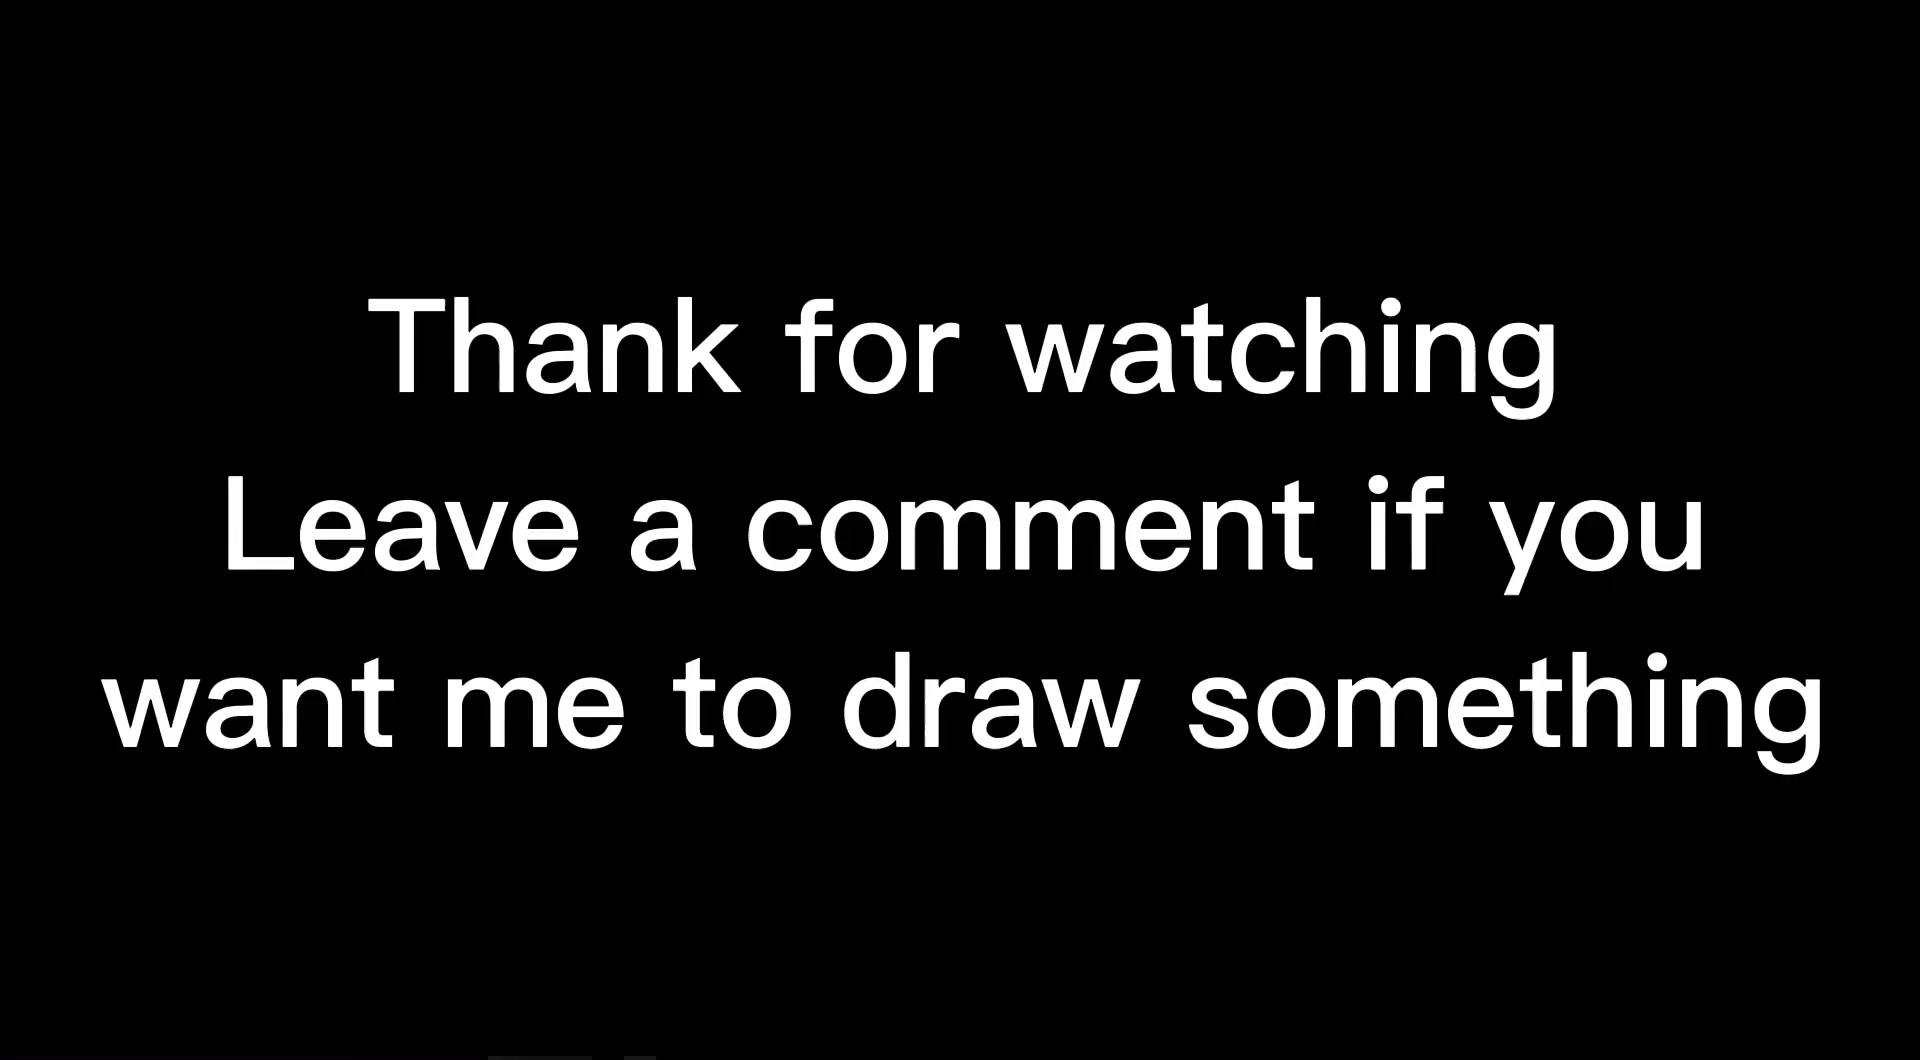 Thank for watching
Leave a comment if you
want me to draw something